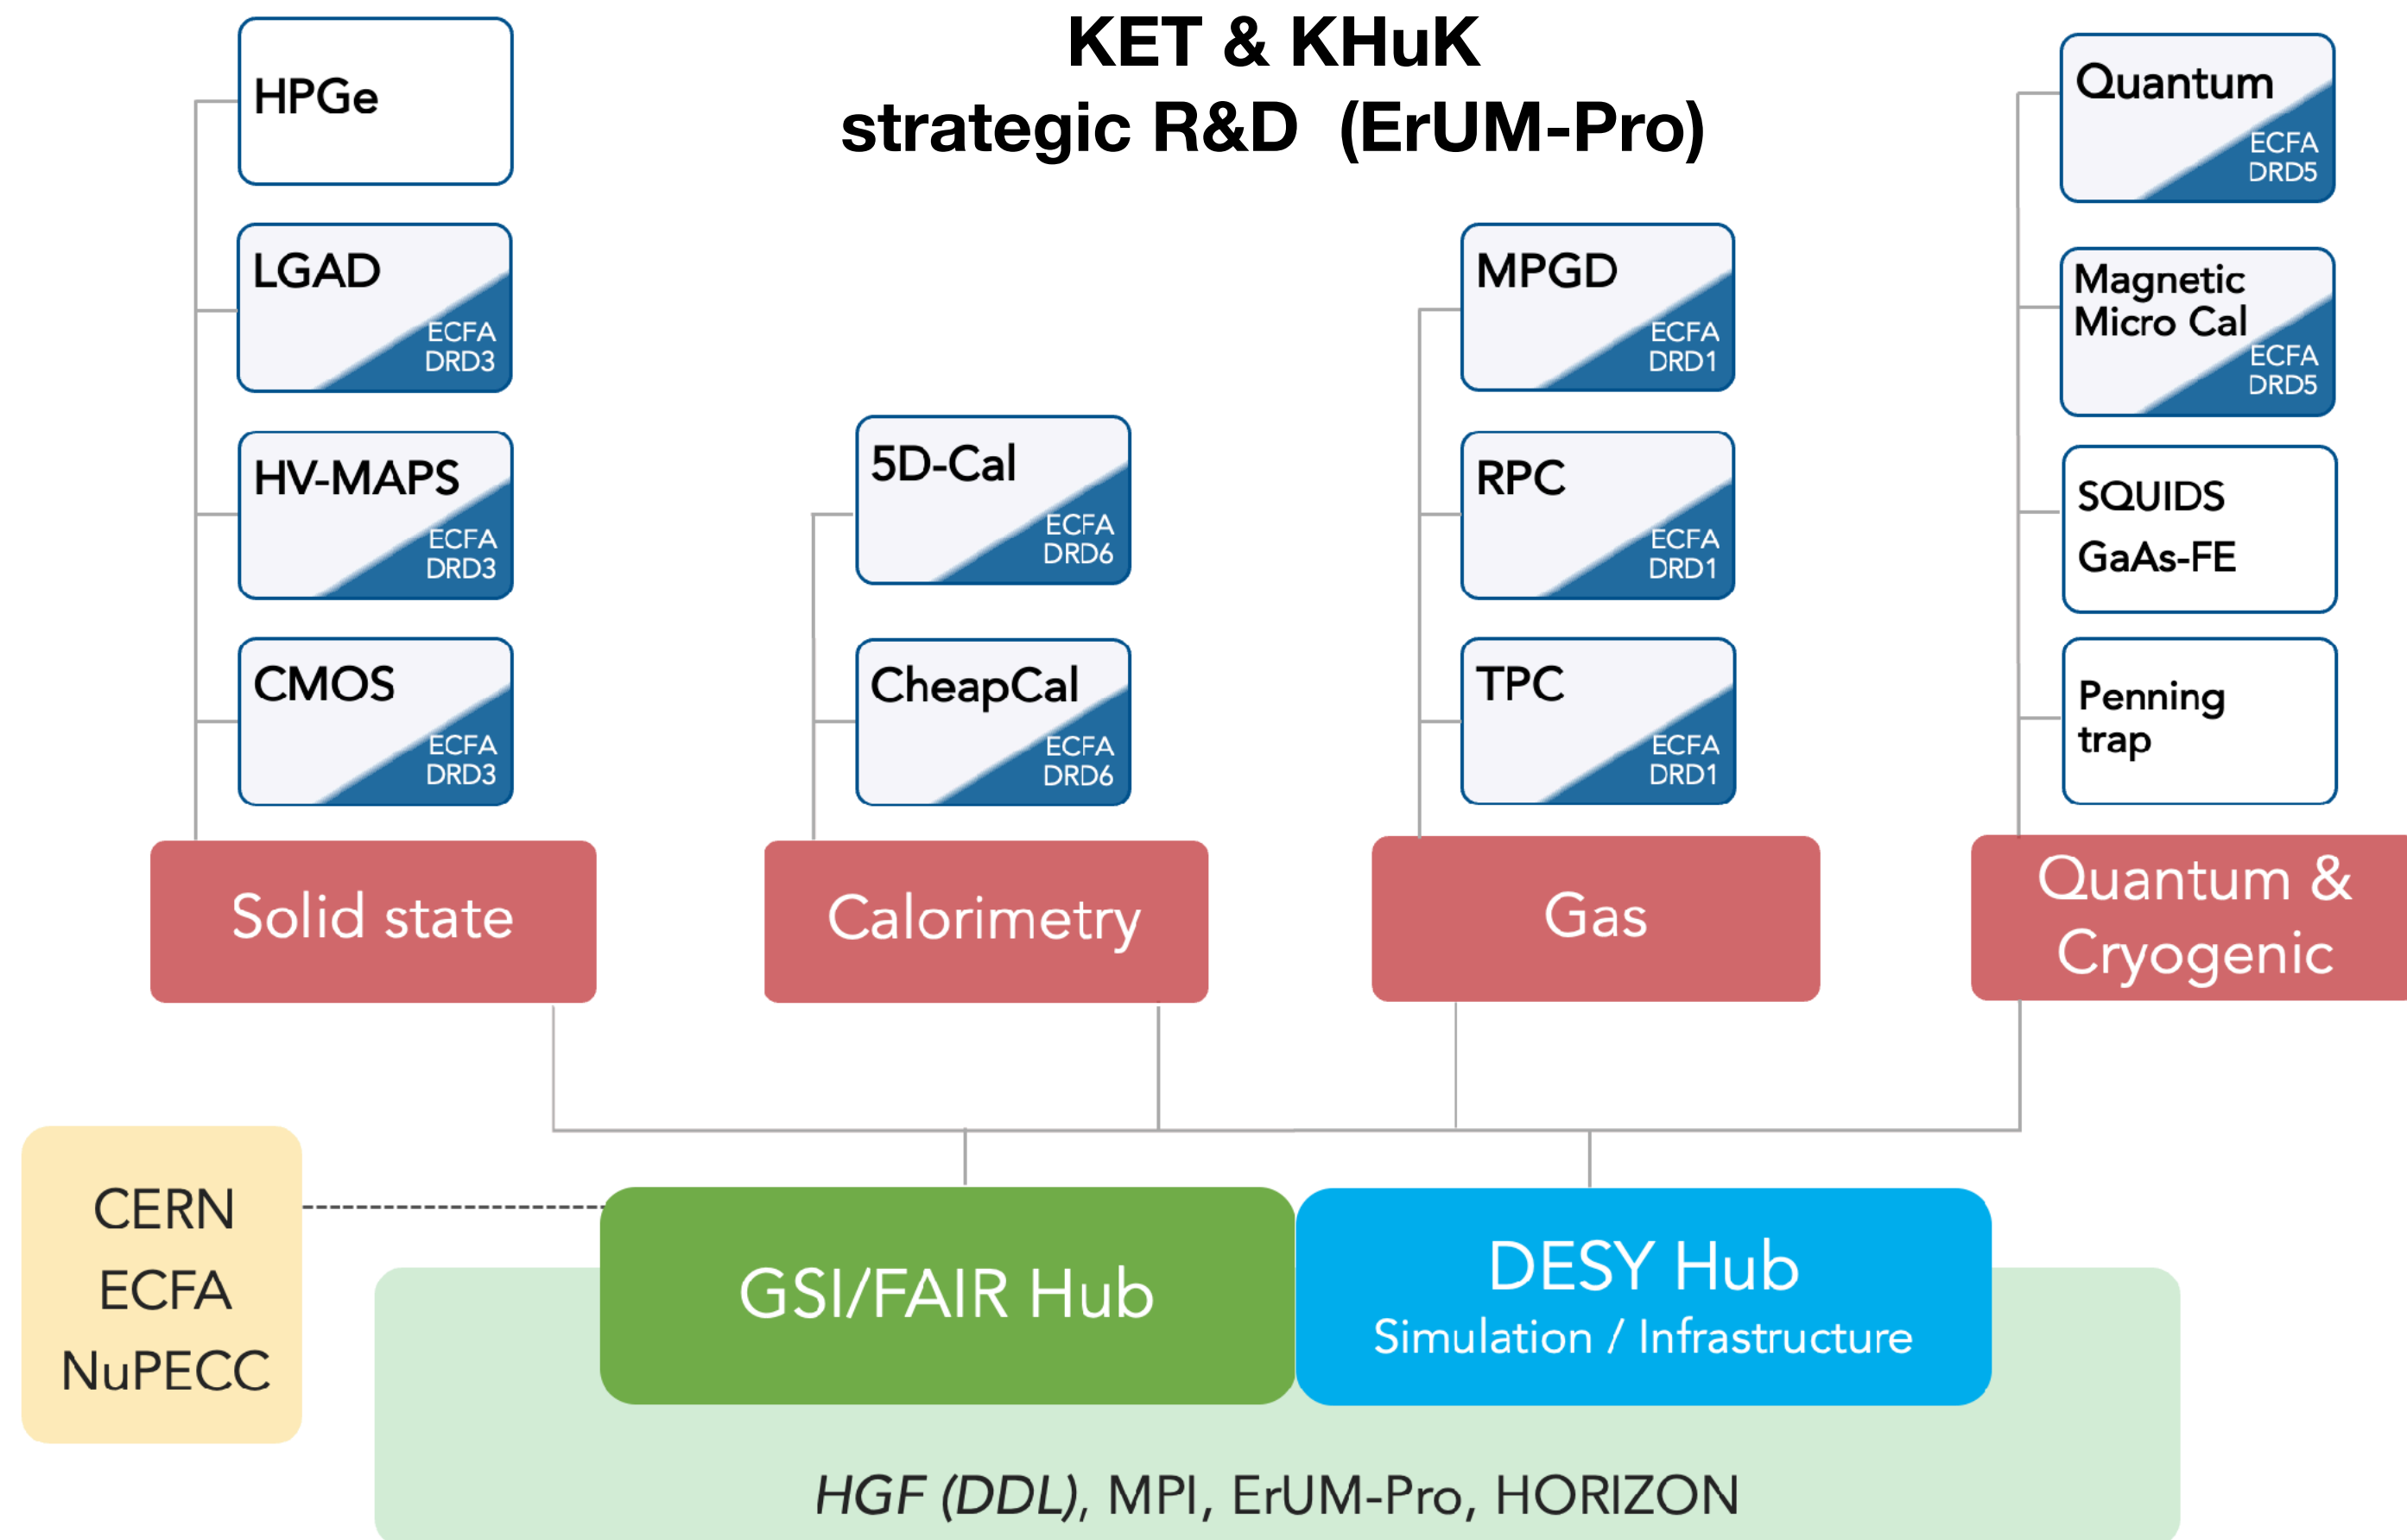 KET & KHuK
strategic R&D (ErUM-Pro)
HPGe
LGAD
ECFA
DRD3
HV-MAPS
ECFA
DRD3
CMOS
ECFA
DRD3
Solid state
5D-Cal
ECFA
DRD6
CheapCal
ECFA
DRD6
Calorimetry
MPGD
ECFA
DRD1
RPC
ECFA
DRD1
TPC
ECFA
DRD1
Gas
Quantum
ECFA
DRD5
Magnetic
Micro Cal
ECFA
DRD5
SQUIDS
GaAs-FE
Penning
trap
Quantum &
Cryogenic
CERN
ECFA
NuPECC
GSI/FAIR Hub
DESY Hub
Simulation / Infrastructure
HGF (DDL), MPI, ErUM-Pro, HORIZON